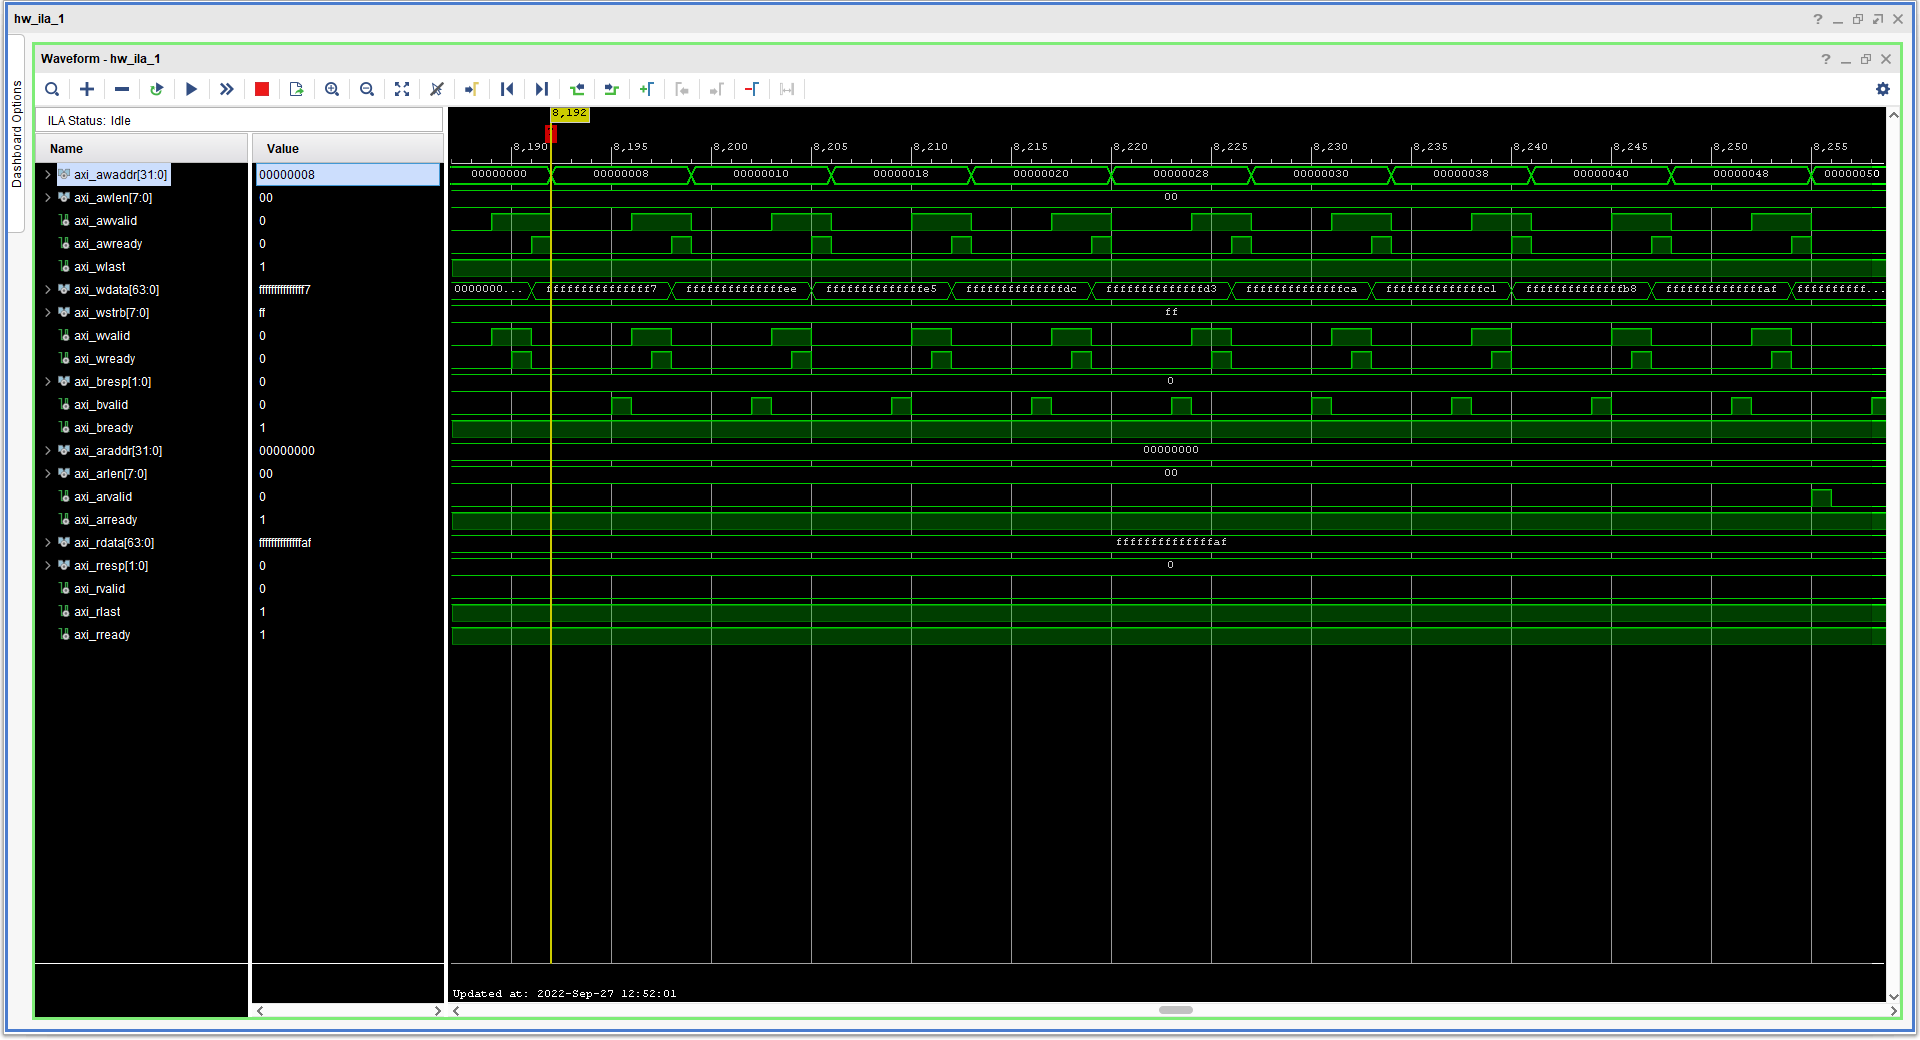 hw_ila_1
Dashboard Options
Waveform - hw_ila_1
ILA Status: Idle
Name Value
8,192
8,190 8,195 8,200 8,205 8,210 8,215 8,220 8,225 8,230 8,235 8,240 8,245 8,250 8,255
axi_awaddr[31:0] 00000008 00000000 00000008 00000010 00000018 00000020 00000028 00000030 00000038 00000040 00000048 00000050
axi_awlen[7:0] 00 00
axi_awvalid 0
axi_awready 0
axi_wlast 1
axi_wdata[63:0] fffffffffffffff7 0000000... fffffffffffffff7 ffffffffffffffee ffffffffffffffe5 ffffffffffffffdc ffffffffffffffd3 ffffffffffffffca ffffffffffffffc1 ffffffffffffffb8 ffffffffffffffaf ffffffffff...
axi_wstrb[7:0] ff ff
axi_wvalid 0
axi_wready 0
axi_bresp[1:0] 0 0
axi_bvalid 0
axi_bready 1
axi_araddr[31:0] 00000000 00000000
axi_arlen[7:0] 00 00
axi_arvalid 0
axi_arready 1
axi_rdata[63:0] ffffffffffffffaf ffffffffffffffaf
axi_rresp[1:0] 0 0
axi_rvalid 0
axi_rlast 1
axi_rready 1
Updated at: 2022-Sep-27 12:52:01